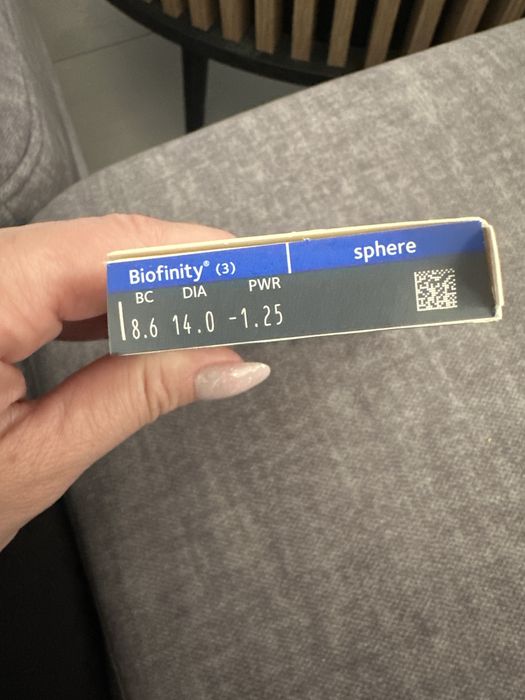 Biofinity® (3) sphere
BC DIA PWR
8.6 14.0 -1.25